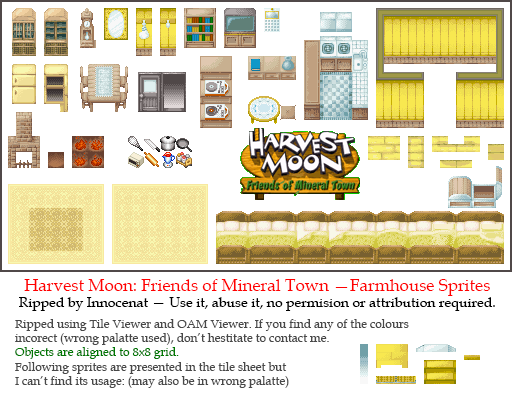 HARVEST
MOON
Friends of Mineral Town
Harvest Moon: Friends of Mineral Town — Farmhouse Sprites
Ripped by Innocenat — Use it, abuse it, no permision or attribution required.
Ripped using Tile Viewer and OAM Viewer. If you find any of the colours
incorect (wrong palatte used), don't hestitate to contact me.
Objects are aligned to 8x8 grid.
Following sprites are presented in the tile sheet but
I can't find its usage: (may also be in wrong palatte)